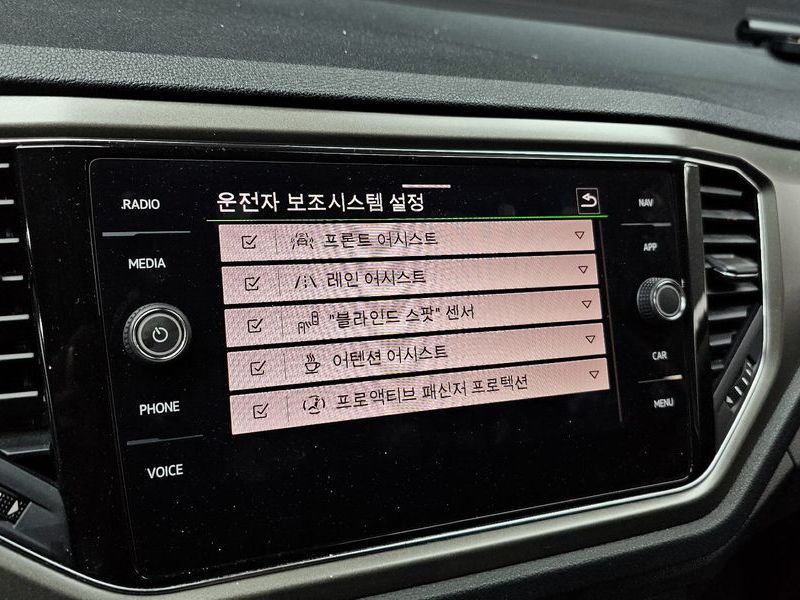 RADIO
MEDIA
PHONE
VOICE
운전자 보조시스템 설정
프론트 어시스트
레인 어시스트
"블라인드 스팟" 센서
어텐션 어시스트
프로액티브 패신저 프로텍션
NAV
APP
CAR
MENU